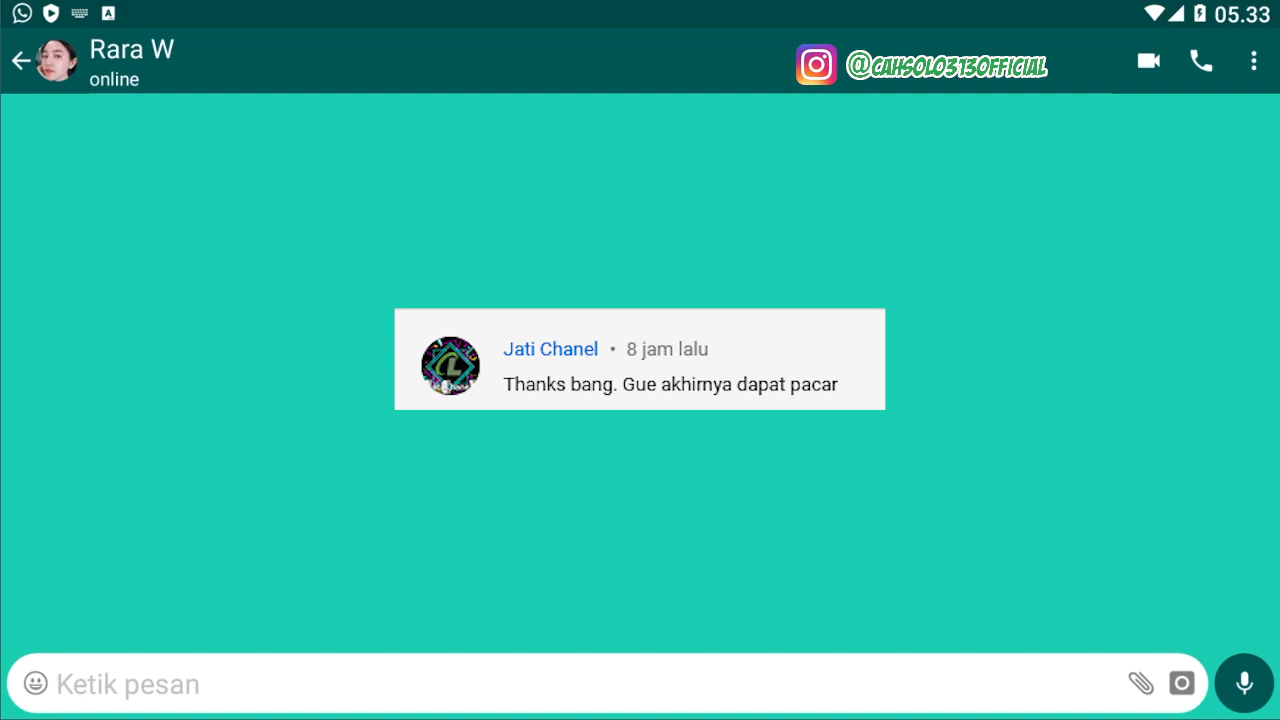 05.33
Rara W
online
@CAHSOLO313OFFICIAL
Jati Chanel • 8 jam lalu
Thanks bang. Gue akhirnya dapat pacar
Ketik pesan